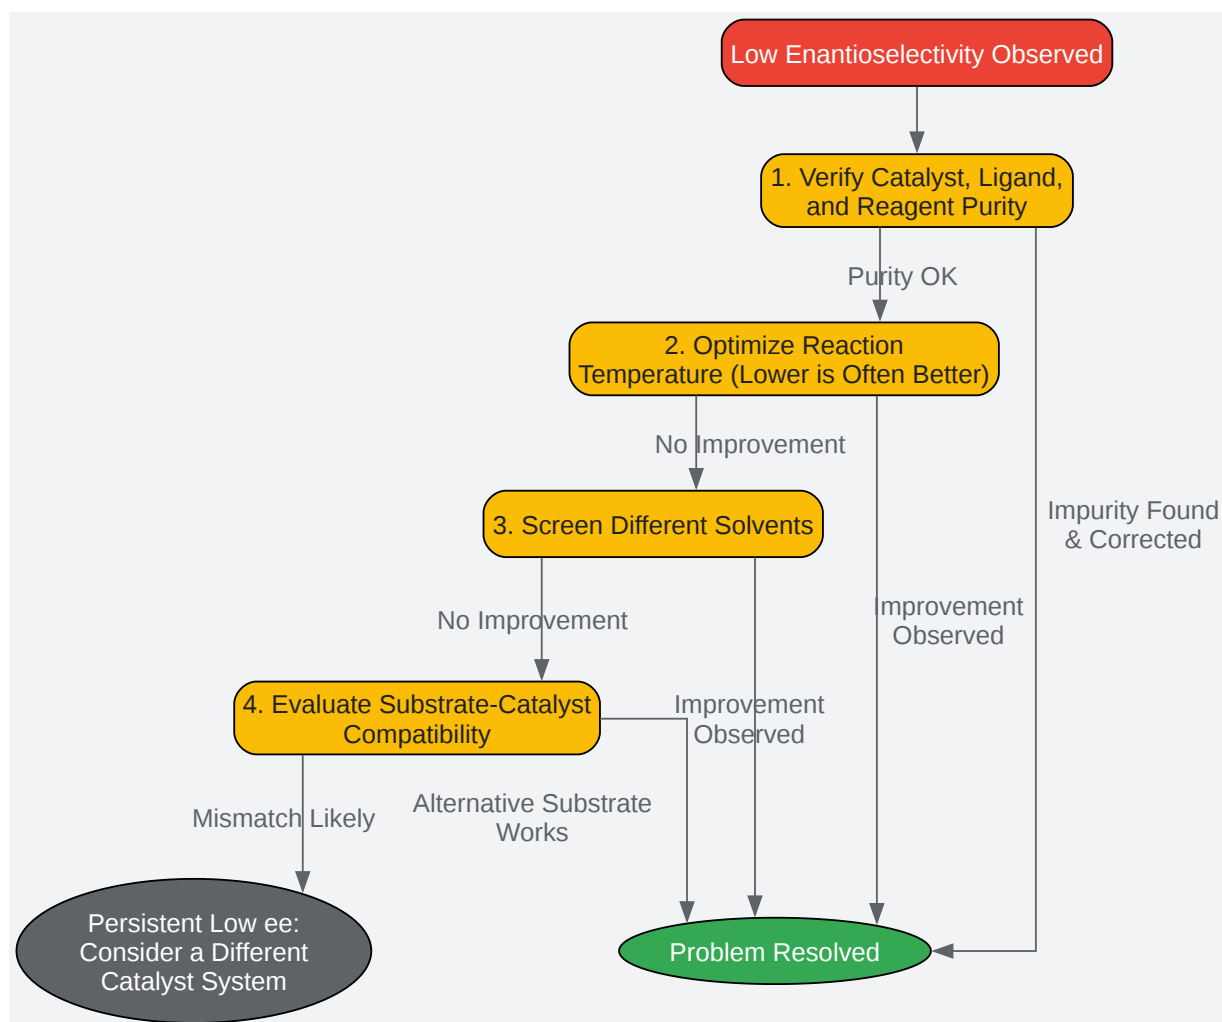 Low Enantioselectivity Observed
1. Verify Catalyst, Ligand,
and Reagent Purity
Purity OK
2. Optimize Reaction
Temperature (Lower is Often Better)
No Improvement
3. Screen Different Solvents
Impurity Found
& Corrected
Improvement
Observed
No Improvement
4. Evaluate Substrate-Catalyst
Compatibility
Improvement
Observed
Alternative Substrate
Works
Mismatch Likely
Persistent Low ee:
Consider a Different
Catalyst System
Problem Resolved